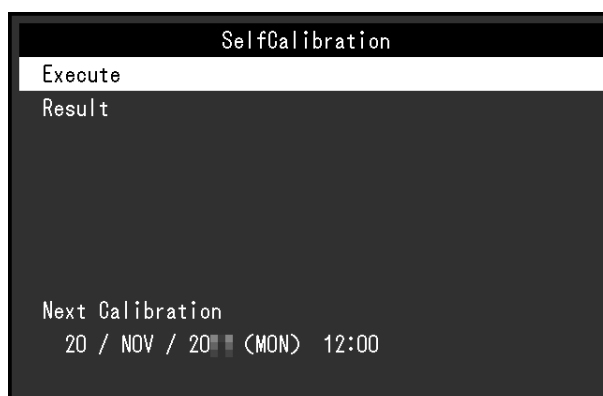 SelfCalibration
Execute
Result
Next Calibration
20 / NOV / 20 (MON) 12:00